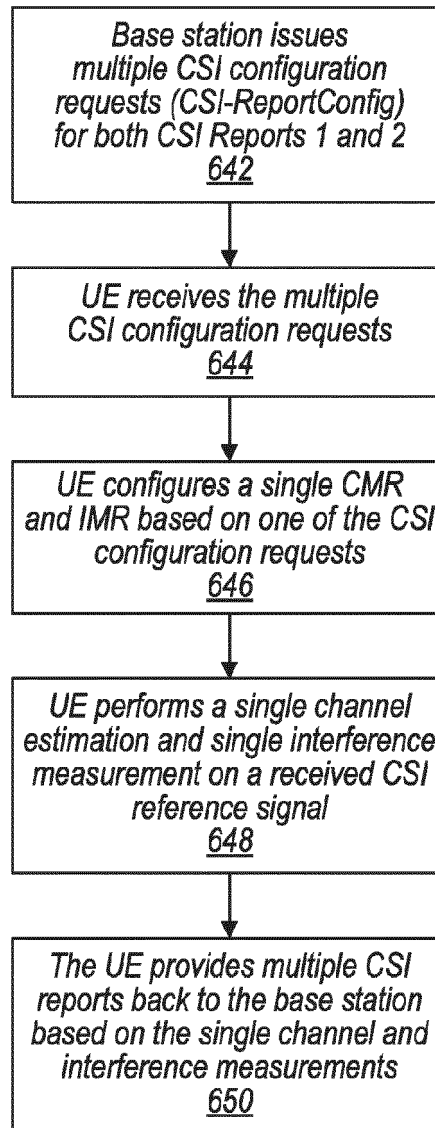 Base station issues
multiple CSI configuration
requests (CSI-ReportConfig)
for both CSI Reports 1 and 2
642
UE receives the multiple
CSI configuration requests
644
UE configures a single CMR
and IMR based on one of the CSI
configuration requests
646
UE performs a single channel
estimation and single interference
measurement on a received CSI
reference signal
648
The UE provides multiple CSI
reports back to the base station
based on the single channel and
interference measurements
650